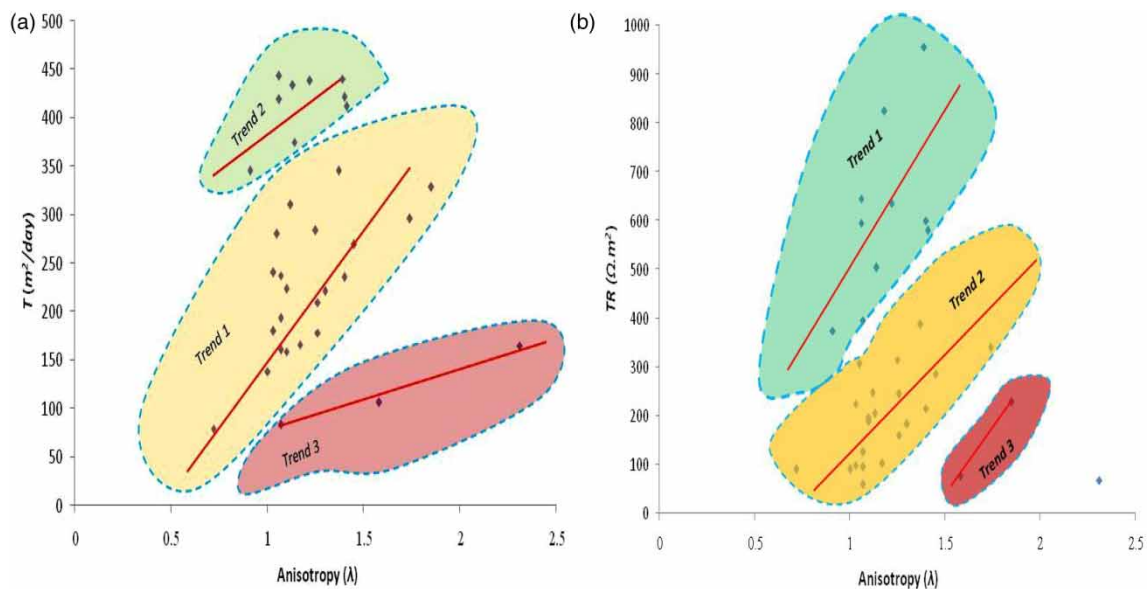 (a)
500
450
400
350
300
250
200
150
100
50
0
T (m²/day)
Trend 2
Trend 1
Trend 3
0
0.5
1
1.5
2
2.5
Anisotropy (λ)
(b)
1000
900
800
700
600
500
400
300
200
100
0
TR (Ω.m²)
Trend 1
Trend 2
Trend 3
0
0.5
1
1.5
2
2.5
Anisotropy (λ)